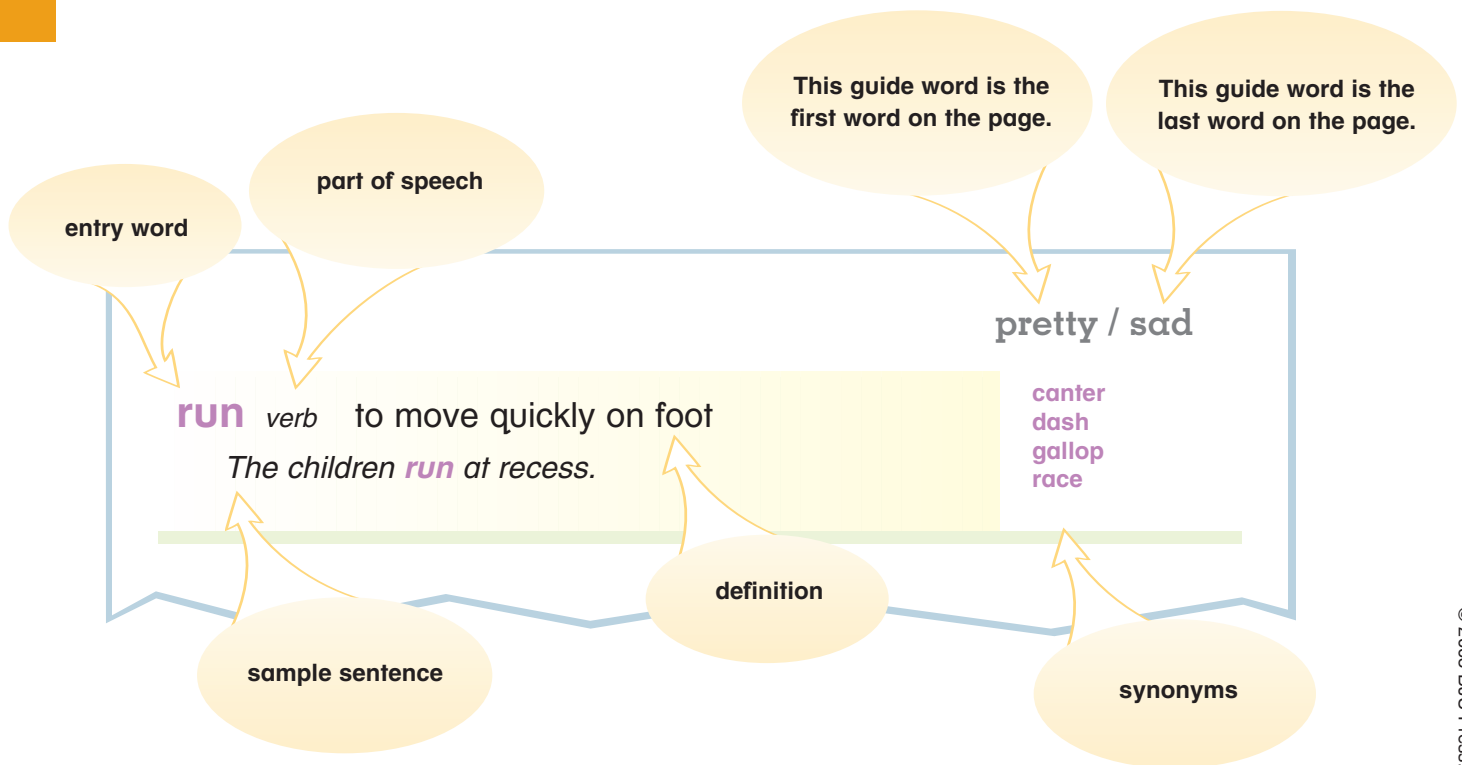 This guide word is the
first word on the page.
This guide word is the
last word on the page.
part of speech
entry word
pretty / sad
run verb to move quickly on foot
The children run at recess.
canter
dash
gallop
race
definition
sample sentence
synonyms